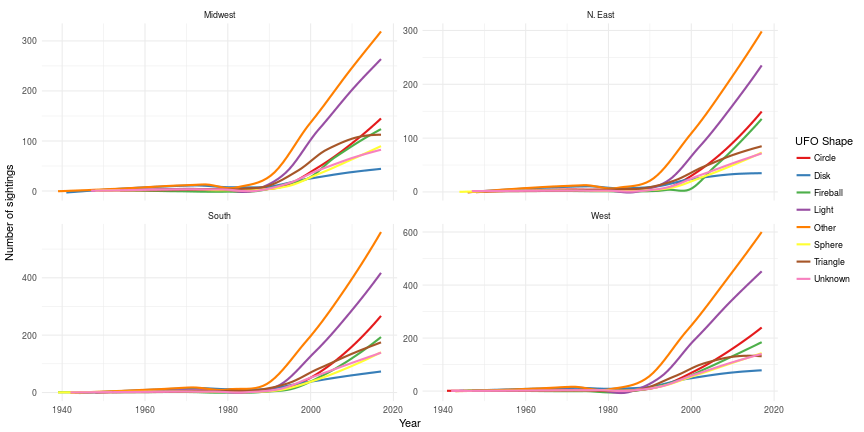 Midwest
N. East
300
200
100
0
300
200
100
0
South
West
400
200
0
600
400
200
0
1940 1960 1980 2000 2020
1940 1960 1980 2000 2020
Year
Number of sightings
UFO Shape
Circle
Disk
Fireball
Light
Other
Sphere
Triangle
Unknown